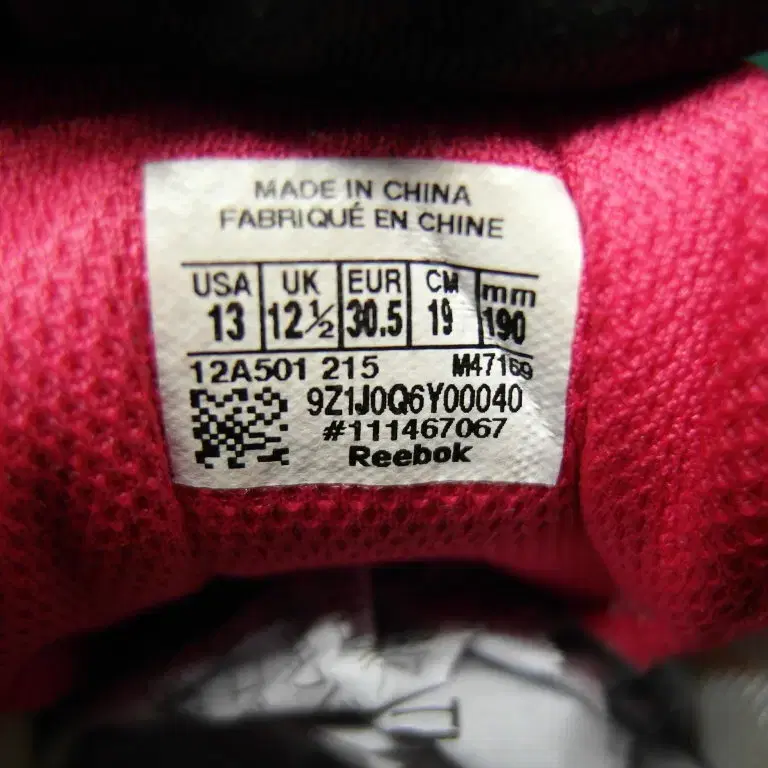 MADE IN CHINA
FABRIQUÉ EN CHINE
USA UK EUR CM mm
13 12½ 30.5 19 190
12A501 215 M47169
9Z1J0Q6Y00040
#111467067
Reebok